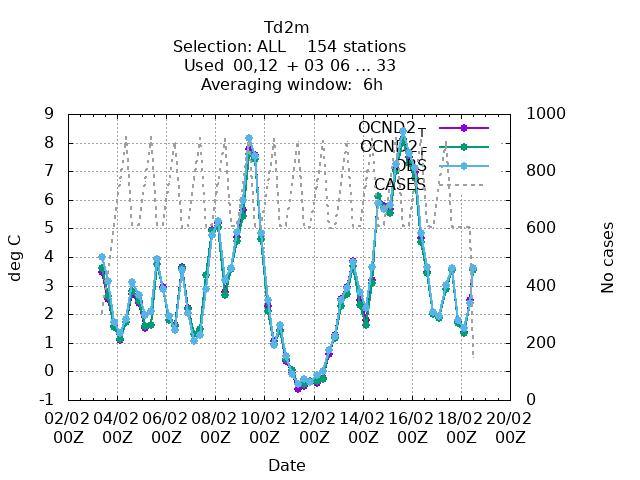 Td2m
Selection: ALL 154 stations
Used 00,12 + 03 06 ... 33
Averaging window: 6h
OCND2_T
OCND2_F
OBS
CASES
deg C
9
8
7
6
5
4
3
2
1
0
-1
No cases
1000
800
600
400
200
0
02/02 04/02 06/02 08/02 10/02 12/02 14/02 16/02 18/02 20/02
00Z 00Z 00Z 00Z 00Z 00Z 00Z 00Z 00Z 00Z
Date